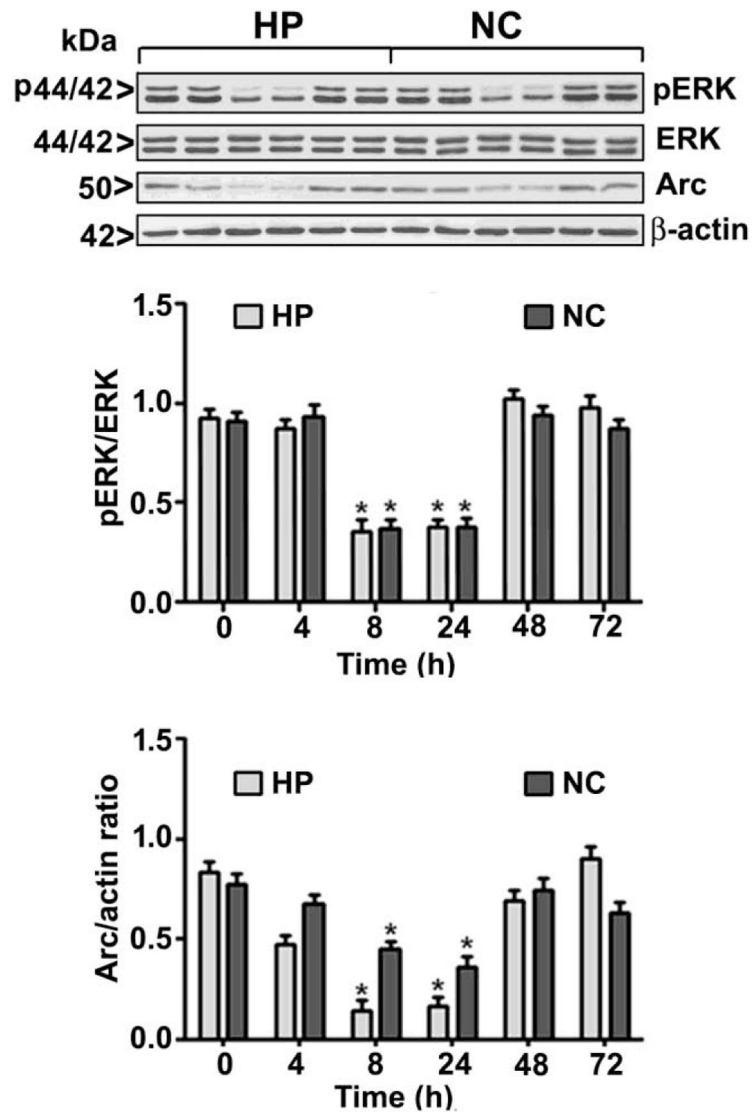 kDa HP NC
p44/42> pERK
44/42> ERK
50> Arc
42> β-actin
1.5
HP NC
1.0
pERK/ERK
0.5
* * * *
0.0
0 4 8 24 48 72
Time (h)
1.5
HP NC
1.0
Arc/actin ratio
0.5
* * * *
0.0
0 4 8 24 48 72
Time (h)